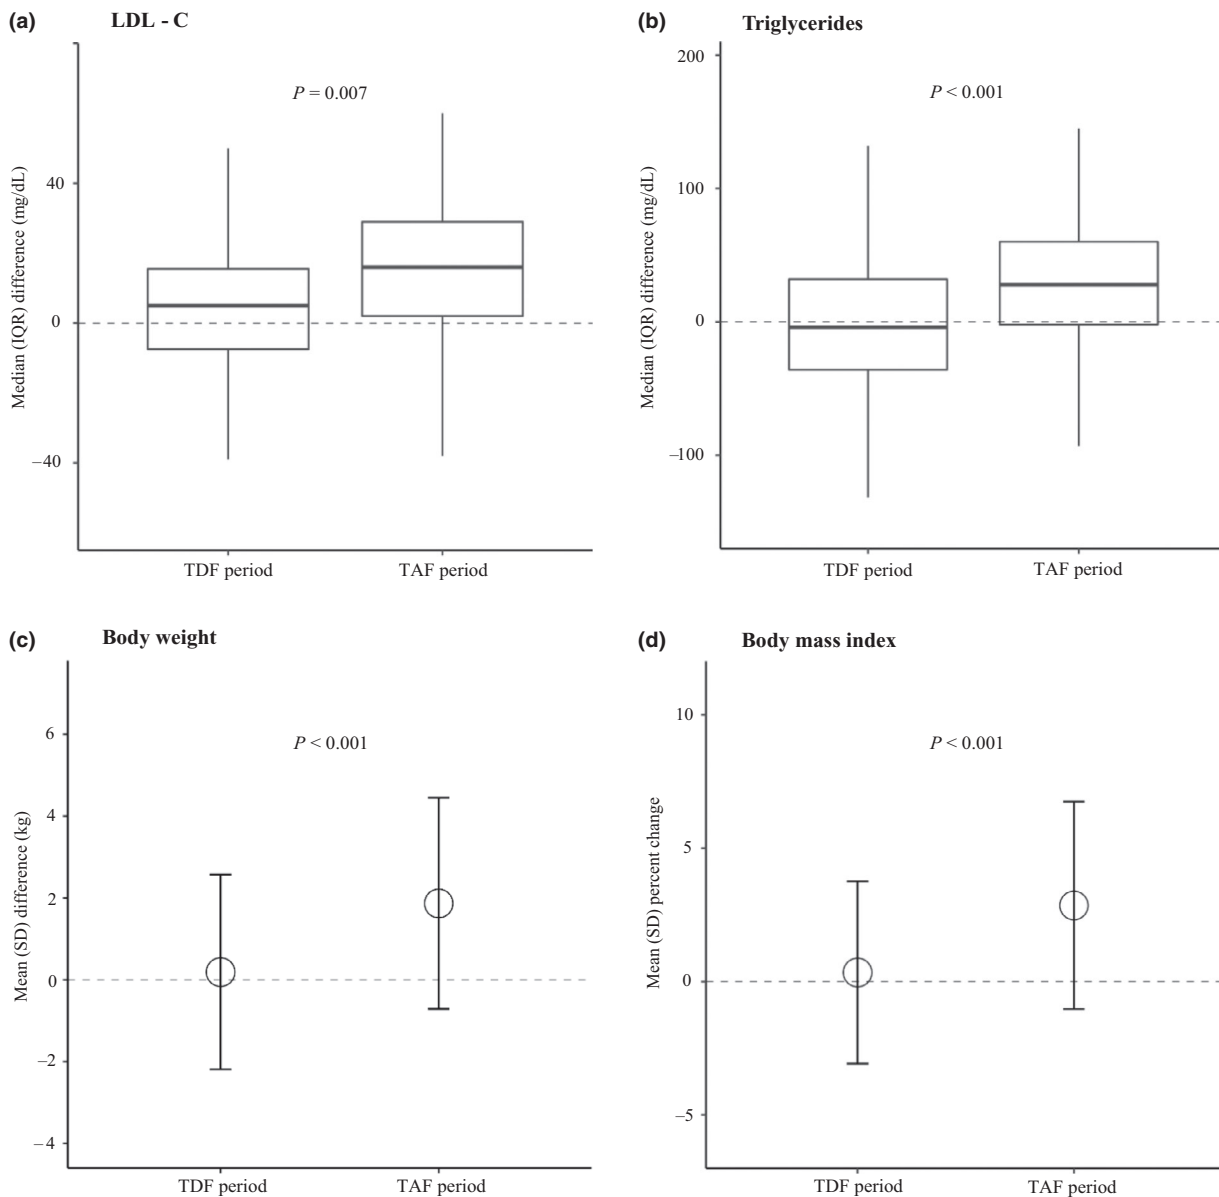 (a) LDL - C
P = 0.007
Median (IQR) difference (mg/dL)
40
0
–40
TDF period TAF period
(b) Triglycerides
P < 0.001
Median (IQR) difference (mg/dL)
200
100
0
–100
TDF period TAF period
(c) Body weight
P < 0.001
Mean (SD) difference (kg)
6
4
2
0
–2
–4
TDF period TAF period
(d) Body mass index
P < 0.001
Mean (SD) percent change
10
5
0
–5
TDF period TAF period